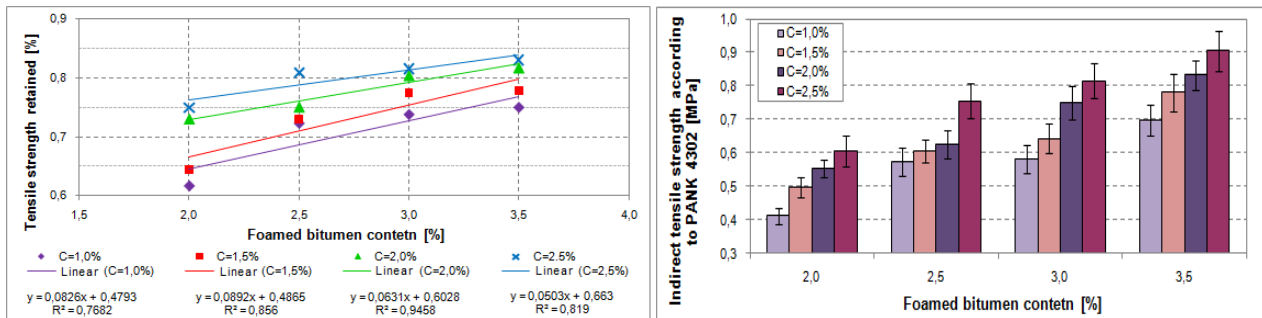 Tensile strength retained [%]
0,9
0,8
0,7
0,6
1,5 2,0 2,5 3,0 3,5 4,0
Foamed bitumen contetn [%]
C=1,0% C=1,5% C=2,0% C=2.5%
Linear (C=1,0%) Linear (C=1,5%) Linear (C=2,0%) Linear (C=2,5%)
y = 0,0826x + 0,4793 y = 0,0892x + 0,4865 y = 0,0631x + 0,6028 y = 0,0503x + 0,663
R² = 0,7682 R² = 0,856 R² = 0,9458 R² = 0,819
Indirect tensile strength according
to PANK 4302 [MPa]
1,0
0,9
0,8
0,7
0,6
0,5
0,4
0,3
C=1,0%
C=1,5%
C=2,0%
C=2,5%
2,0 2,5 3,0 3,5
Foamed bitumen contetn [%]